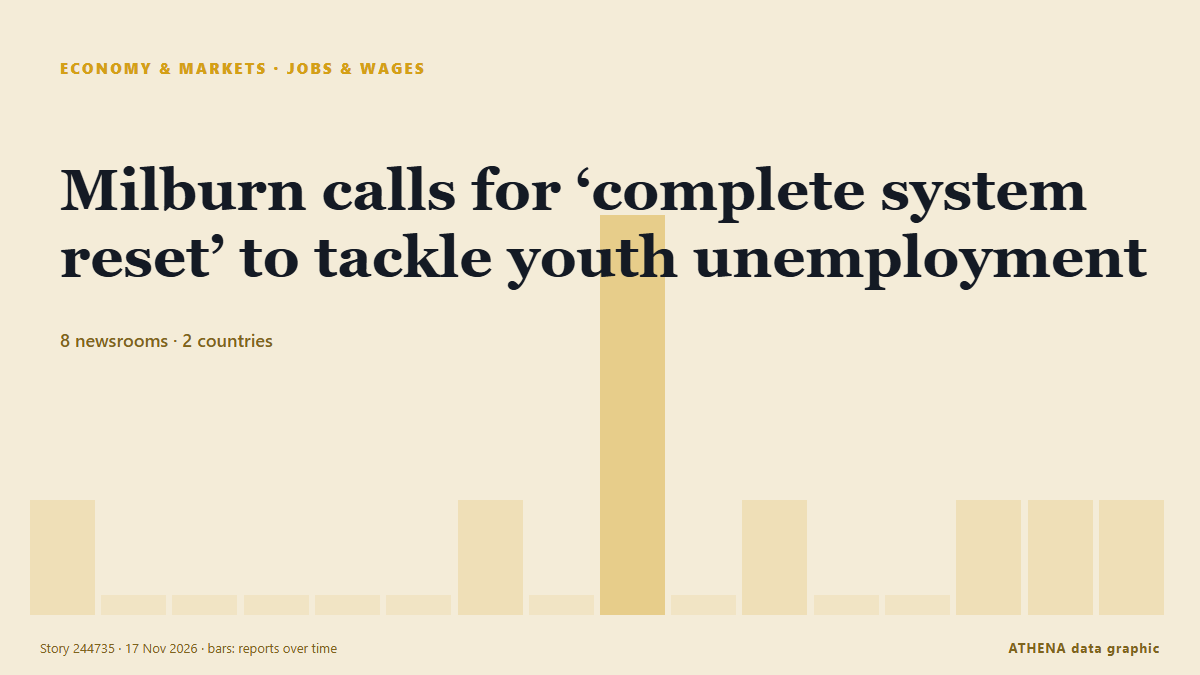 ECONOMY & MARKETS · JOBS & WAGES
Milburn calls for ‘complete system
reset’ to tackle youth unemployment
8 newsrooms · 2 countries
Story 244735 · 17 Nov 2026 · bars: reports over time
ATHENA data graphic